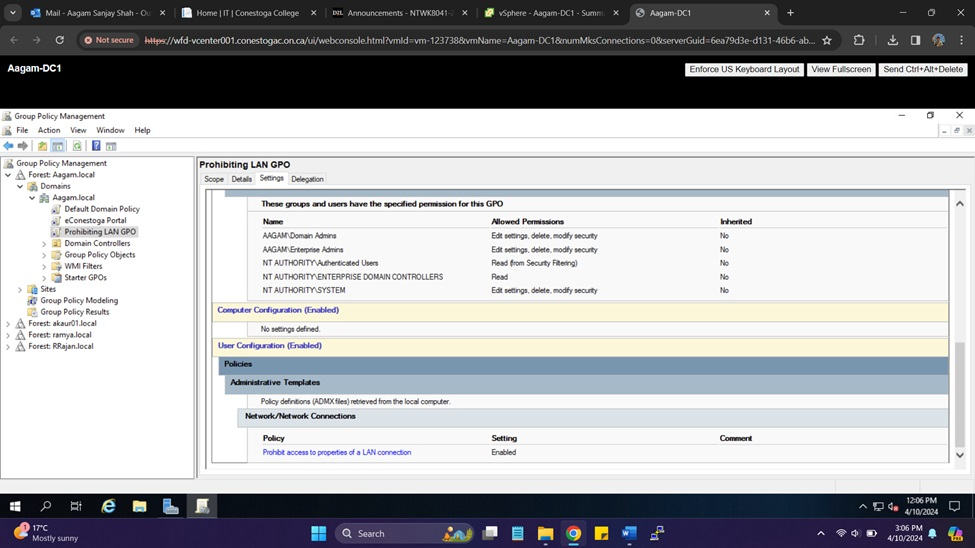 Mail - Aagam Sanjay Shah - Ou
Home | IT | Conestoga College
D2L Announcements - NTWK8041-2
vSphere - Aagam-DC1 - Summ
Aagam-DC1
Not secure https://wfd-vcenter001.conestogac.on.ca/ui/webconsole.html?vmId=vm-123738&vmName=Aagam-DC1&numMksConnections=0&serverGuid=6ea79d3e-d131-46b6-ab...
Aagam-DC1
Enforce US Keyboard Layout View Fullscreen Send Ctrl+Alt+Delete
Group Policy Management
File Action View Window Help
Group Policy Management
Forest: Aagam.local
Domains
Aagam.local
Default Domain Policy
eConestoga Portal
Prohibiting LAN GPO
Domain Controllers
Group Policy Objects
WMI Filters
Starter GPOs
Sites
Group Policy Modeling
Group Policy Results
Forest: akaur01.local
Forest: ramya.local
Forest: RRajan.local
Prohibiting LAN GPO
Scope Details Settings Delegation
These groups and users have the specified permission for this GPO
Name Allowed Permissions Inherited
AAGAM\Domain Admins Edit settings, delete, modify security No
AAGAM\Enterprise Admins Edit settings, delete, modify security No
NT AUTHORITY\Authenticated Users Read (from Security Filtering) No
NT AUTHORITY\ENTERPRISE DOMAIN CONTROLLERS Read No
NT AUTHORITY\SYSTEM Edit settings, delete, modify security No
Computer Configuration (Enabled)
No settings defined.
User Configuration (Enabled)
Policies
Administrative Templates
Policy definitions (ADMX files) retrieved from the local computer.
Network/Network Connections
Policy Setting Comment
Prohibit access to properties of a LAN connection Enabled
12:06 PM
4/10/2024
1
17°C
Mostly sunny
Search
3:06 PM
4/10/2024